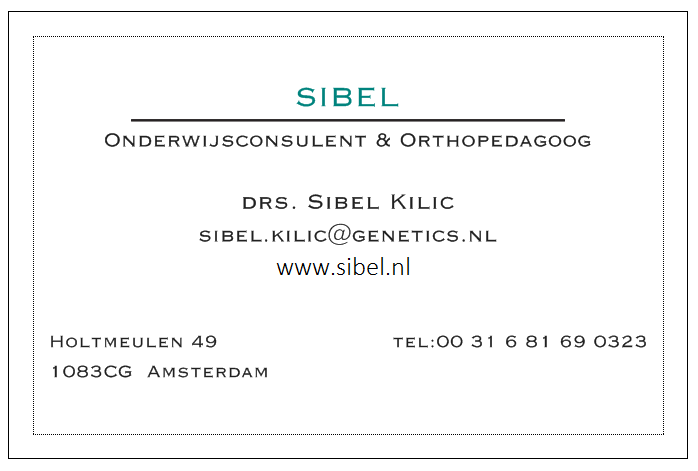 SIBEL
ONDERWIJSCONSULENT & ORTHOPEDAGOOG
DRS. SIBEL KILIC
SIBEL.KILIC@GENETICS.NL
www.sibel.nl
HOLTMEULEN 49
TEL:00 31 6 81 69 0323
1083CG AMSTERDAM